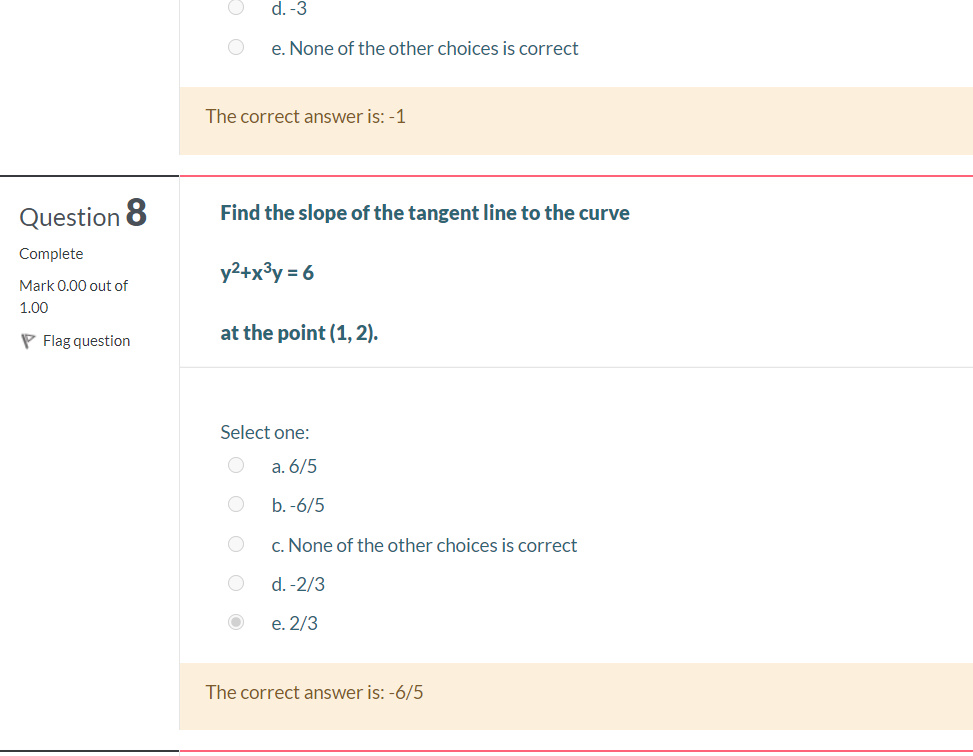 d. -3
e. None of the other choices is correct
The correct answer is: -1
Question 8
Complete
Mark 0.00 out of
1.00
Flag question
Find the slope of the tangent line to the curve
y²+x³y = 6
at the point (1, 2).
Select one:
a. 6/5
b. -6/5
c. None of the other choices is correct
d. -2/3
e. 2/3
The correct answer is: -6/5